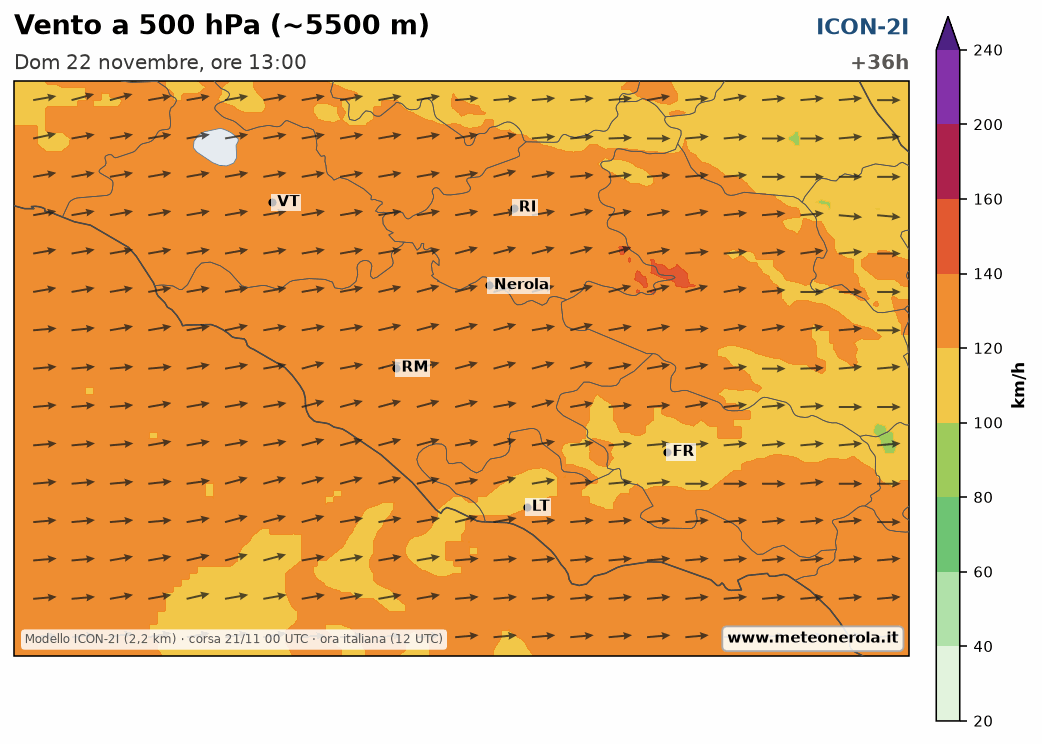 Vento a 500 hPa (~5500 m)
ICON-2I
Dom 22 novembre, ore 13:00
+36h
VT
RI
Nerola
RM
FR
LT
Modello ICON-2I (2,2 km) · corsa 21/11 00 UTC · ora italiana (12 UTC)
www.meteonerola.it
240
200
160
140
120
100
80
60
40
20
km/h